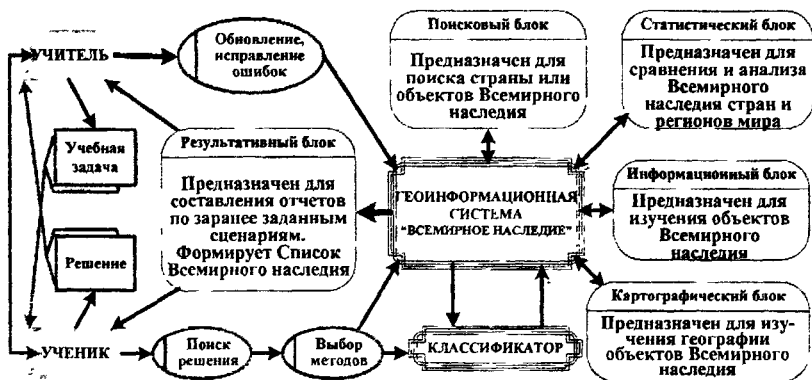 УЧИТЕЛЬ
Обновление,
исправление
ошибок
Поисковый блок
Предназначен для
поиска страны или
объектов Всемирного
наследия
Статистический блок
Предназначен для
сравнения и анализа
Всемирного
наследия стран и
регионов мира
Учебная
задача
Результативный блок
Предназначен для
составления отчетов
по заранее заданным
сценариям.
Формирует Список
Всемирного наследия
ГЕОИНФОРМАЦИОННАЯ
СИСТЕМА
"ВСЕМИРНОЕ НАСЛЕДИЕ"
Информационный блок
Предназначен для
изучения объектов
Всемирного
наследия
Решение
Картографический блок
Предназначен для изу-
чения географии
объектов Всемирного
наследия
УЧЕНИК
Поиск
решения
Выбор
методов
КЛАССИФИКАТОР